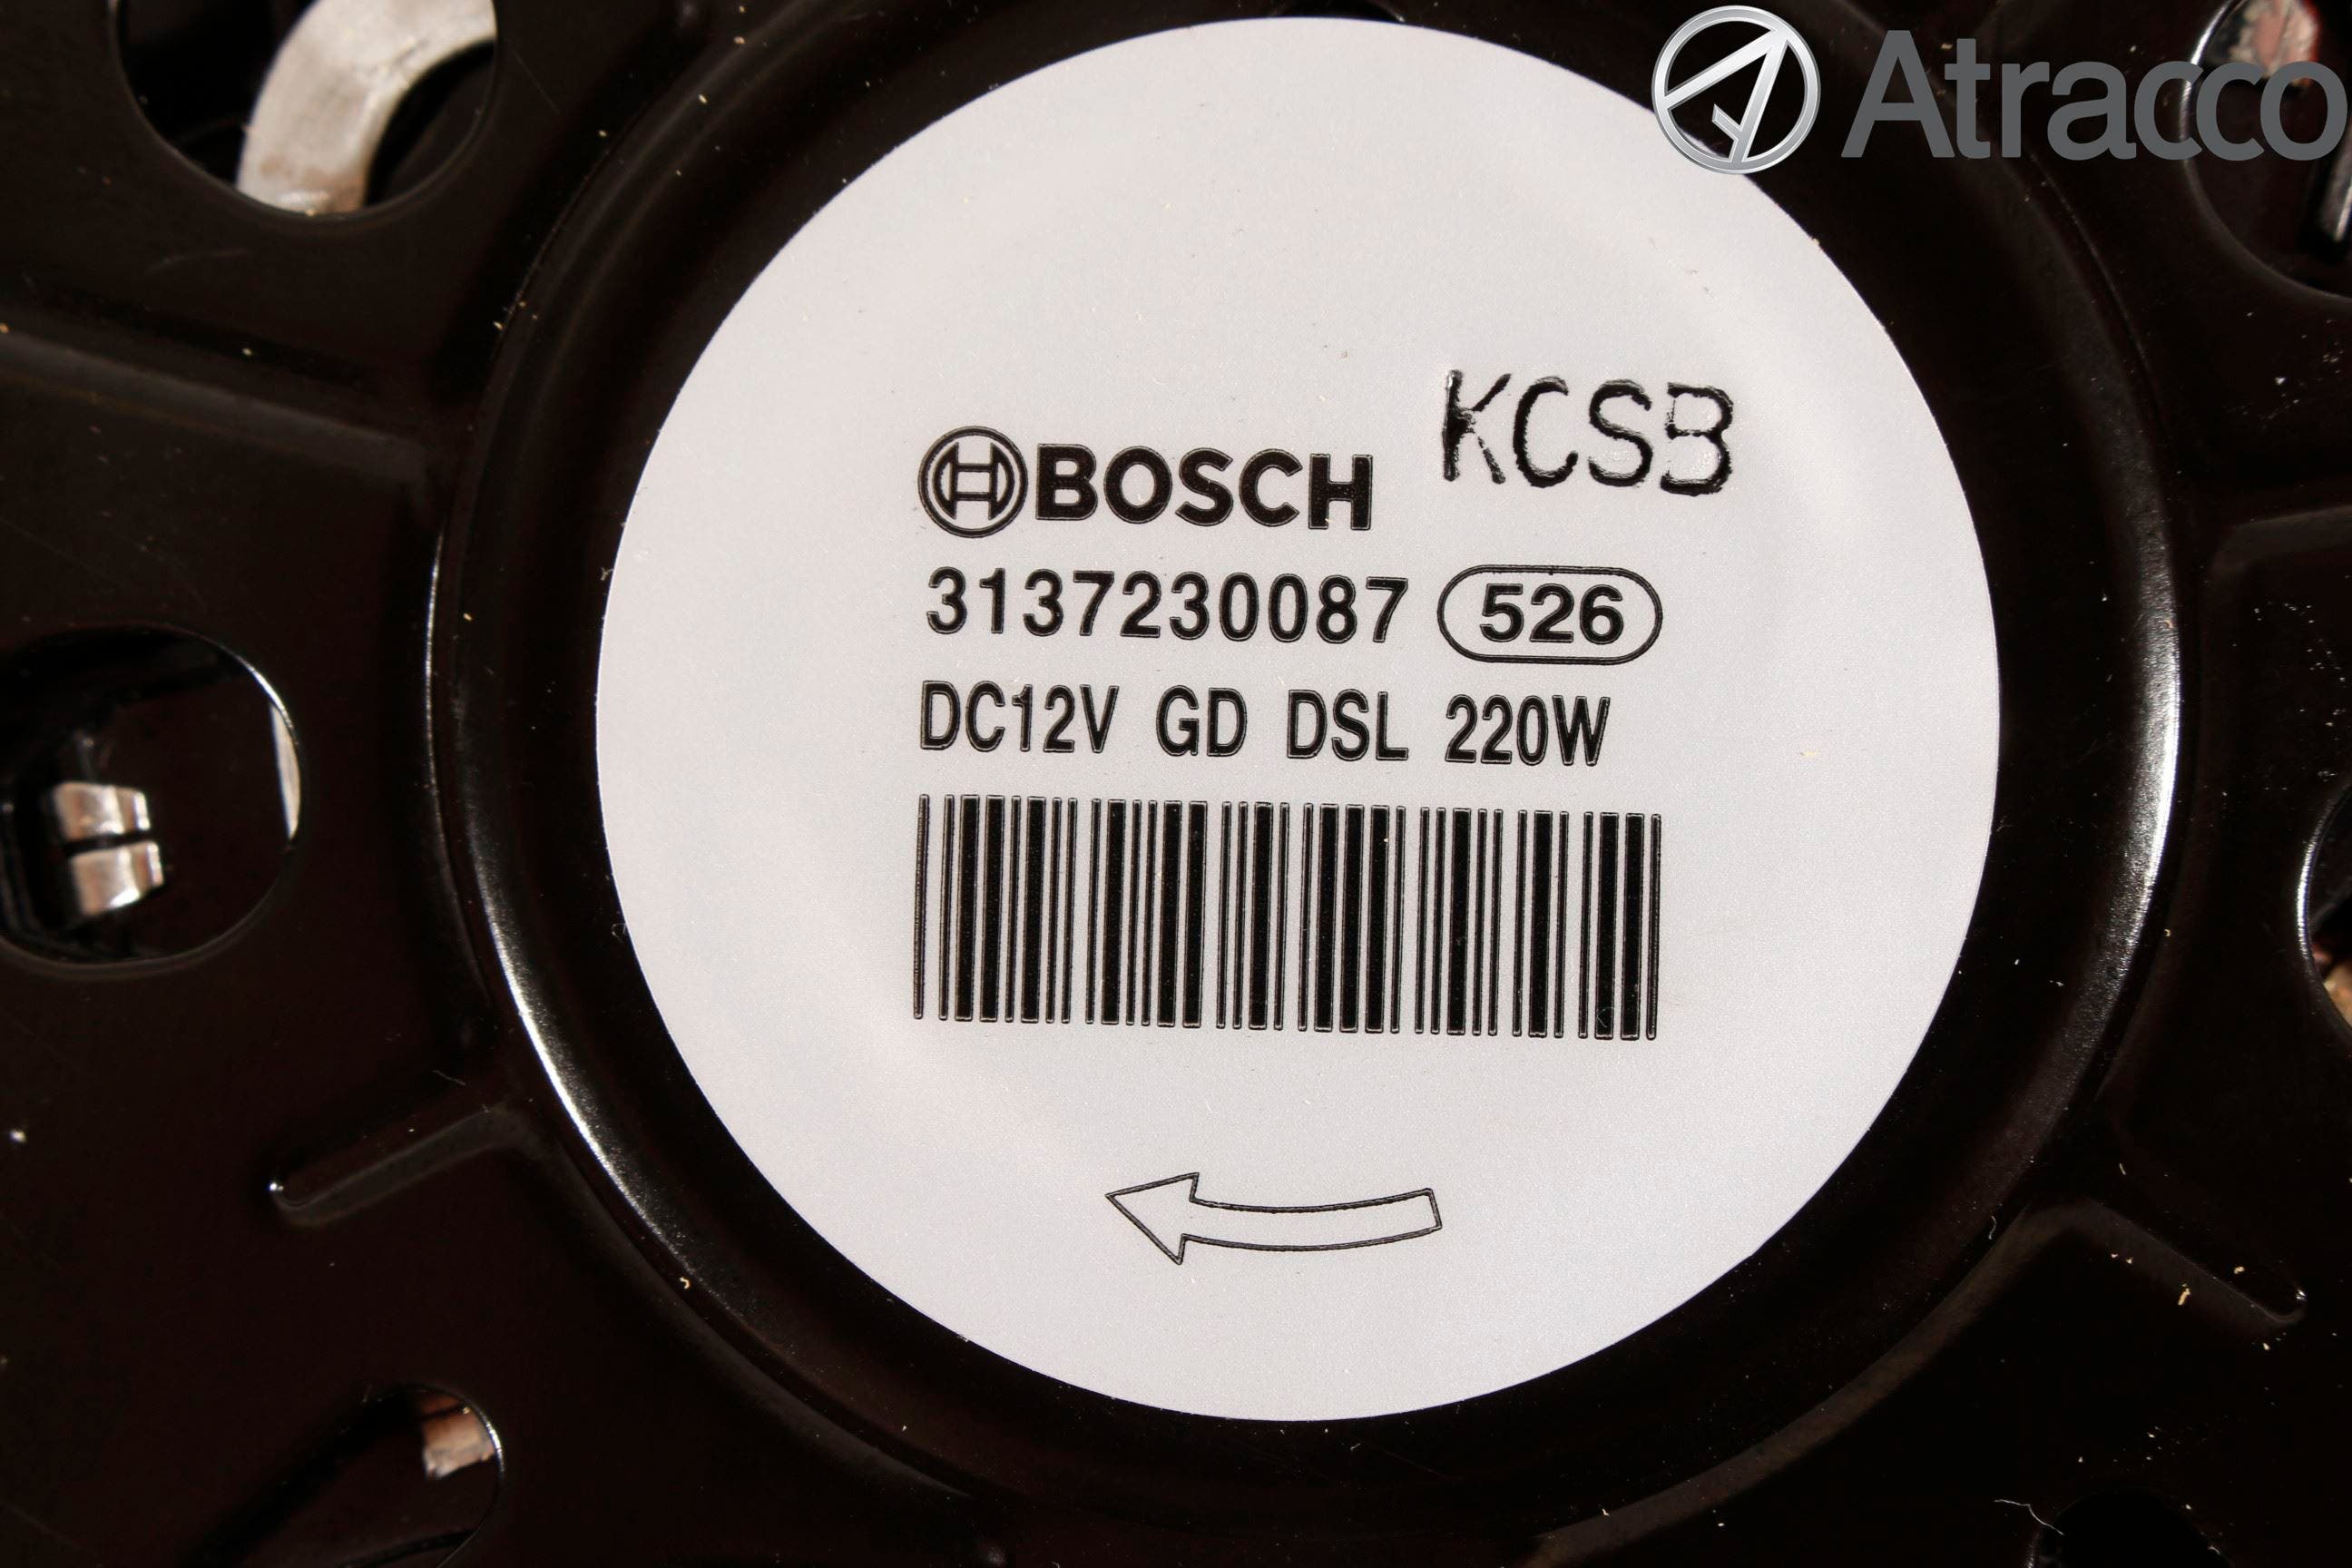 Atracco
KCSB
BOSCH
3137230087 526
DC12V GD DSL 220W